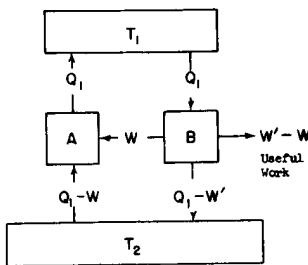 T₁
Q₁ Q₁
A W B W' – W
Useful
Work
Q₁–W Q₁–W'
T₂